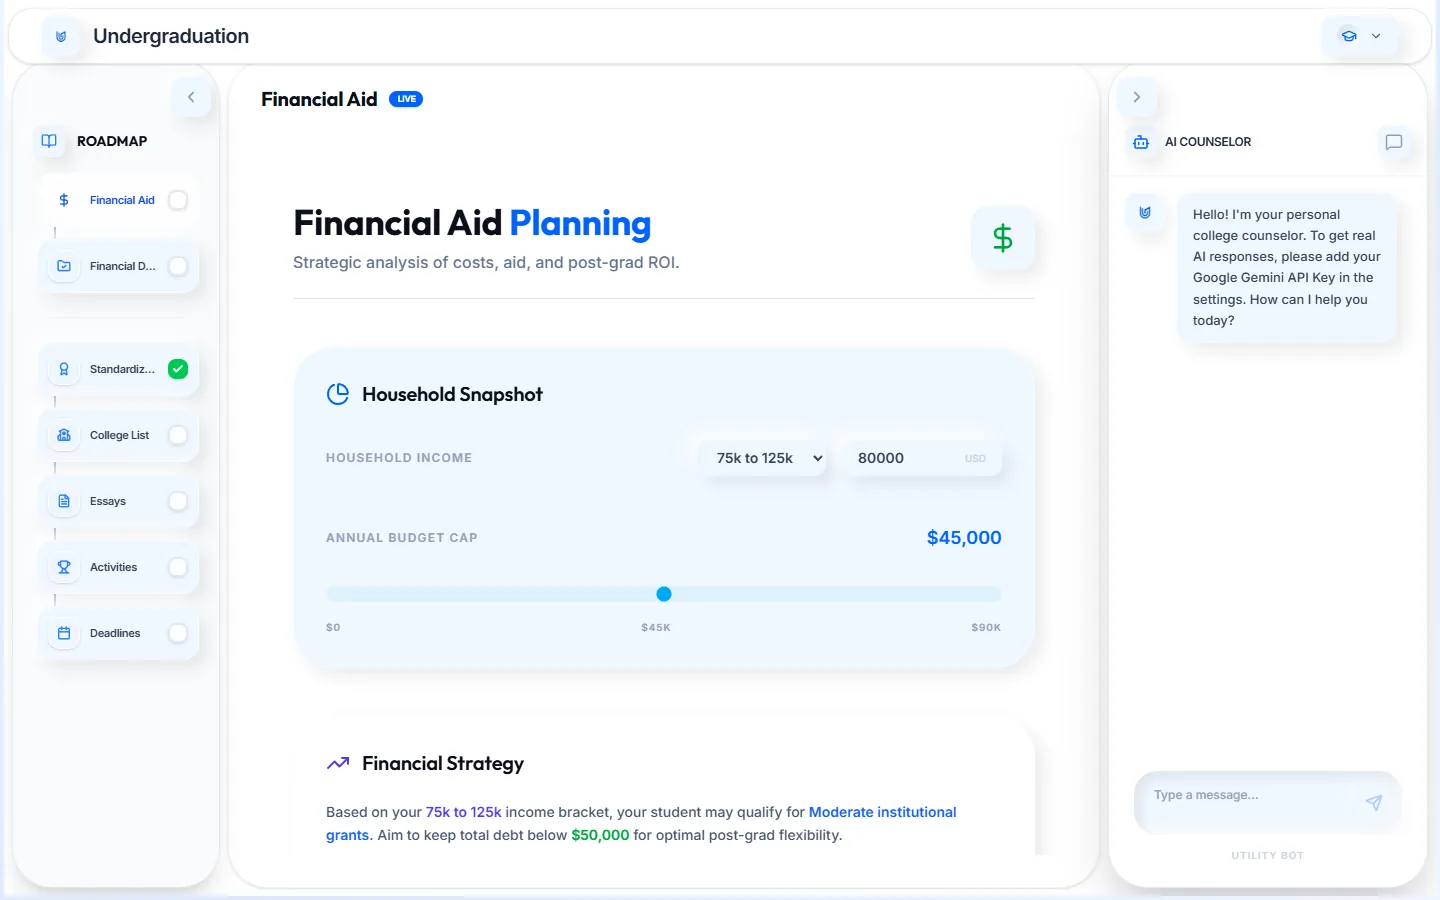 Undergraduation
ROADMAP
Financial Aid
Financial D...
Standardiz...
College List
Essays
Activities
Deadlines
Financial Aid
LIVE
Financial Aid Planning
Strategic analysis of costs, aid, and post-grad ROI.
Household Snapshot
HOUSEHOLD INCOME
75k to 125k
80000
USD
ANNUAL BUDGET CAP
$45,000
$0
$45K
$90K
Financial Strategy
Based on your 75k to 125k income bracket, your student may qualify for Moderate institutional
grants. Aim to keep total debt below $50,000 for optimal post-grad flexibility.
AI COUNSELOR
Hello! I'm your personal
college counselor. To get real
AI responses, please add your
Google Gemini API Key in the
settings. How can I help you
today?
Type a message...
UTILITY BOT